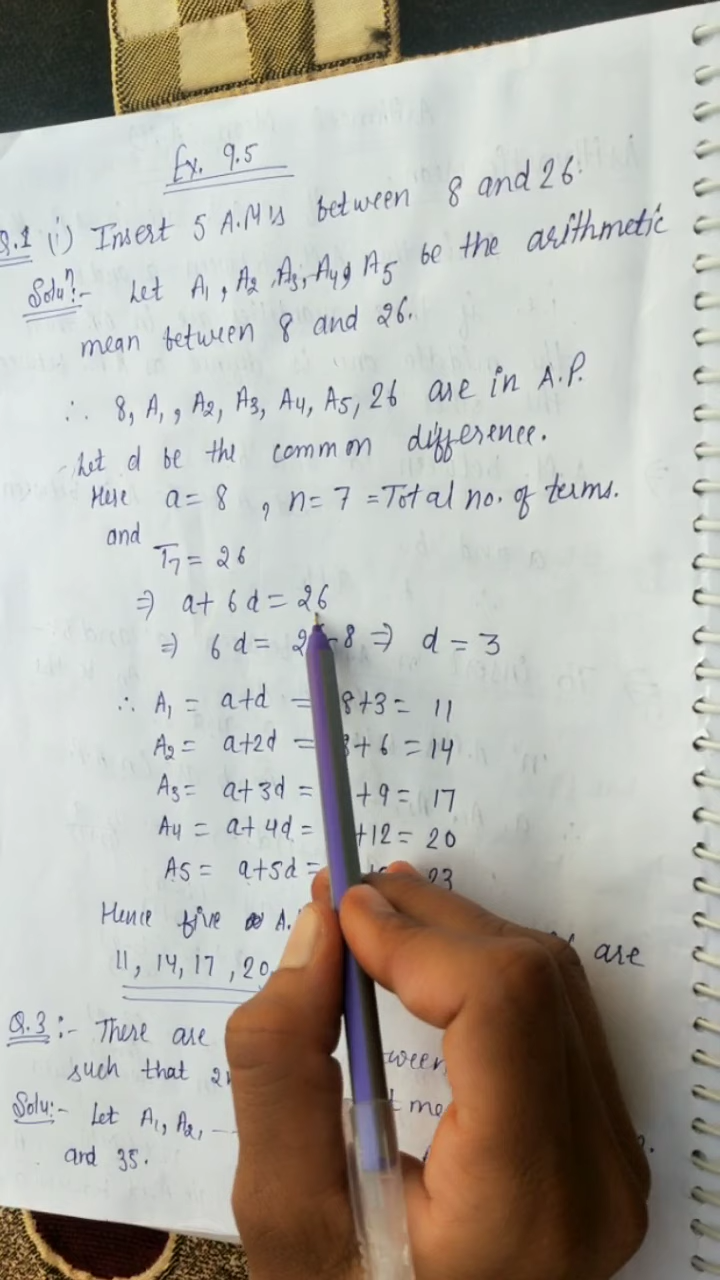 Ex. 9.5
Q.1 (i) Insert 5 A.M's between 8 and 26.
Solun:- Let A1, A2, A3, A4, A5 be the arithmetic
mean between 8 and 26.
∴ 8, A1, A2, A3, A4, A5, 26 are in A.P.
Let d be the common difference.
Here a = 8, n = 7 = Total no. of terms.
and
T7 = 26
⇒ a + 6d = 26
⇒ 6d = 2 - 8 ⇒ d = 3
∴ A1 = a+d = 8+3 = 11
A2 = a+2d = 8+6 = 14
A3 = a+3d = +9 = 17
A4 = a+4d = +12 = 20
A5 = a+5d = 23
Hence five A. are
11, 14, 17, 20
Q.3:- There are
such that
Solu:- Let A1, A2, --
and 35.